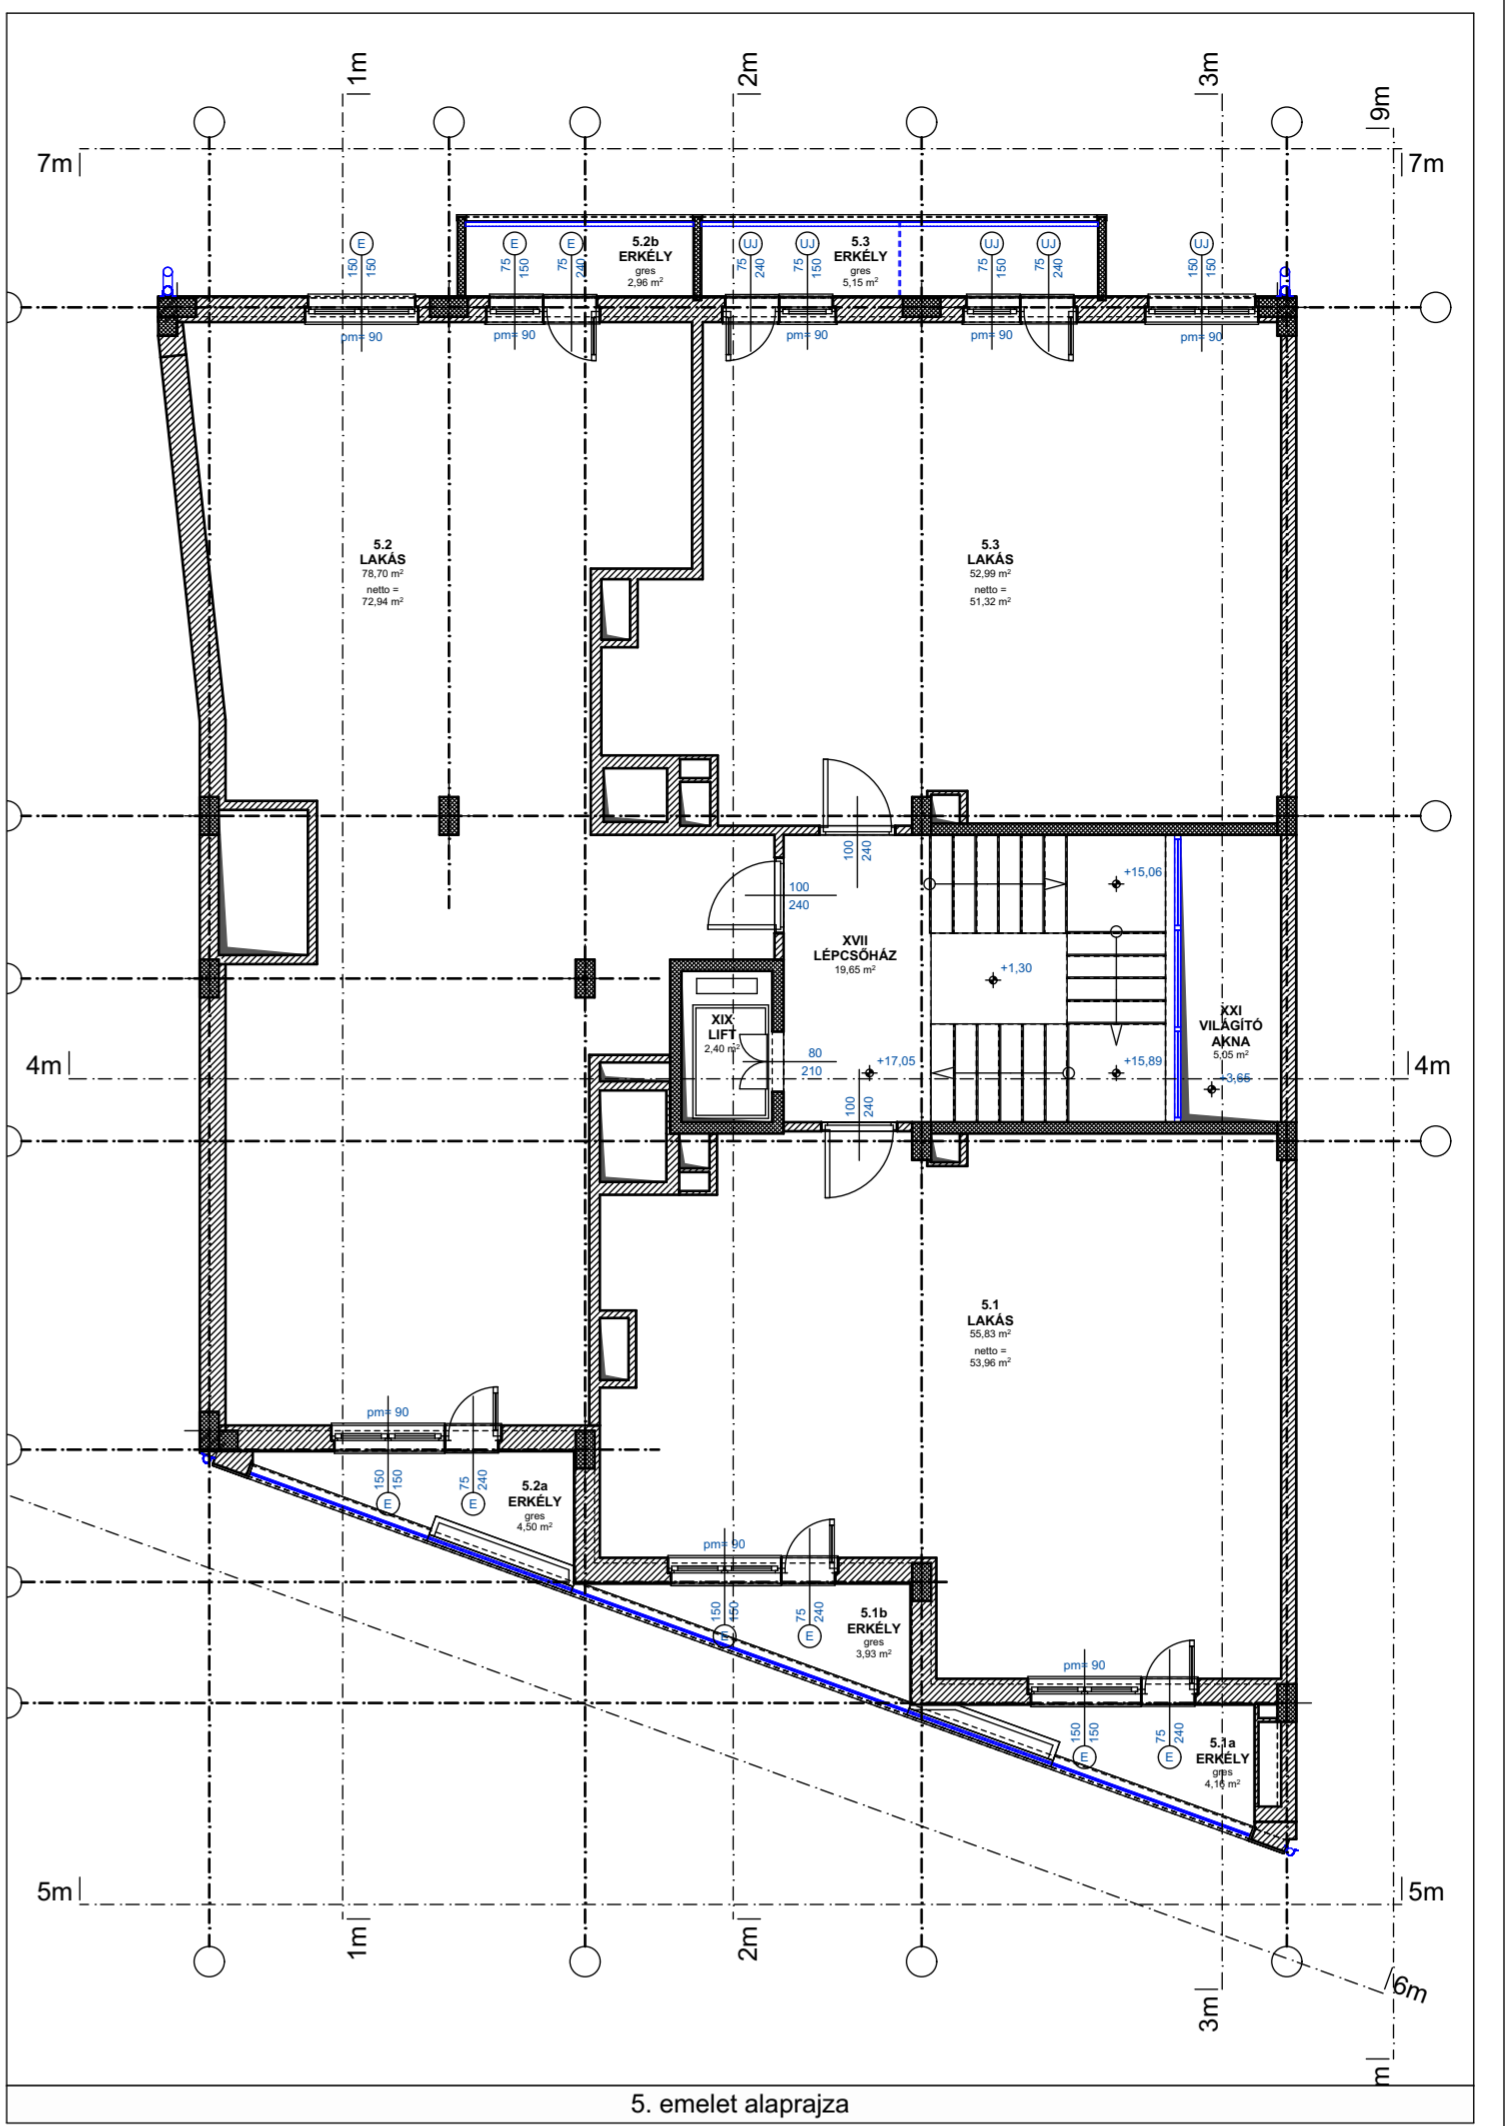 1m
2m
3m
9m
7m
7m
E
150
150
pm= 90
E
75
150
pm= 90
E
75
240
5.2b
ERKÉLY
gres
2,96 m²
UJ
75
240
UJ
75
150
pm= 90
5.3
ERKÉLY
gres
5,15 m²
UJ
75
150
pm= 90
UJ
75
240
UJ
150
150
pm= 90
5.2
LAKÁS
78,70 m²
netto =
72,94 m²
5.3
LAKÁS
52,99 m²
netto =
51,32 m²
100
240
100
240
XVII
LÉPCSŐHÁZ
19,65 m²
+15,06
+1,30
XIX
LIFT
2,40 m²
80
210
+17,05
+15,89
XXI
VILÁGÍTÓ
AKNA
5,05 m²
+3,65
4m
4m
100
240
5.1
LAKÁS
55,83 m²
netto =
53,96 m²
pm= 90
150
150
E
75
240
E
5.2a
ERKÉLY
gres
4,50 m²
pm= 90
150
150
E
75
240
E
5.1b
ERKÉLY
gres
3,93 m²
pm= 90
150
150
E
75
240
E
5.1a
ERKÉLY
gres
4,16 m²
5m
5m
1m
2m
3m
6m
m
5. emelet alaprajza